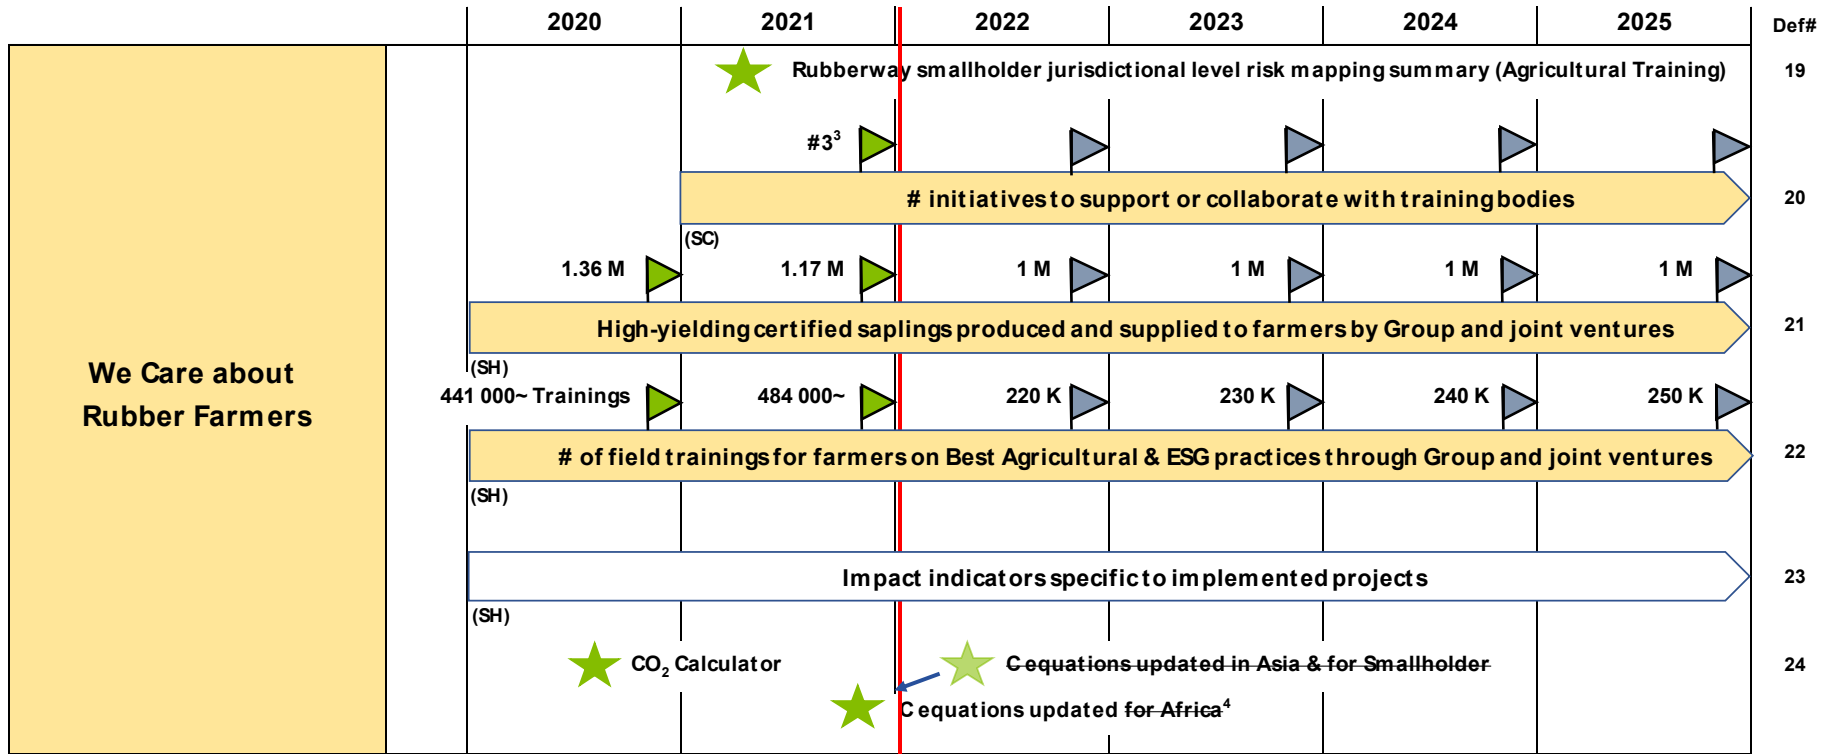 2020 2021 2022 2023 2024 2025 Def#
Rubberway smallholder jurisdictional level risk mapping summary (Agricultural Training) 19
#3³
# initiatives to support or collaborate with training bodies 20
(SC)
1.36 M 1.17 M 1 M 1 M 1 M 1 M
High-yielding certified saplings produced and supplied to farmers by Group and joint ventures 21
We Care about
Rubber Farmers
(SH)
441 000~ Trainings 484 000~ 220 K 230 K 240 K 250 K
# of field trainings for farmers on Best Agricultural & ESG practices through Group and joint ventures 22
(SH)
Impact indicators specific to implemented projects 23
(SH)
CO₂ Calculator C equations updated in Asia & for Smallholder 24
C equations updated for Africa⁴